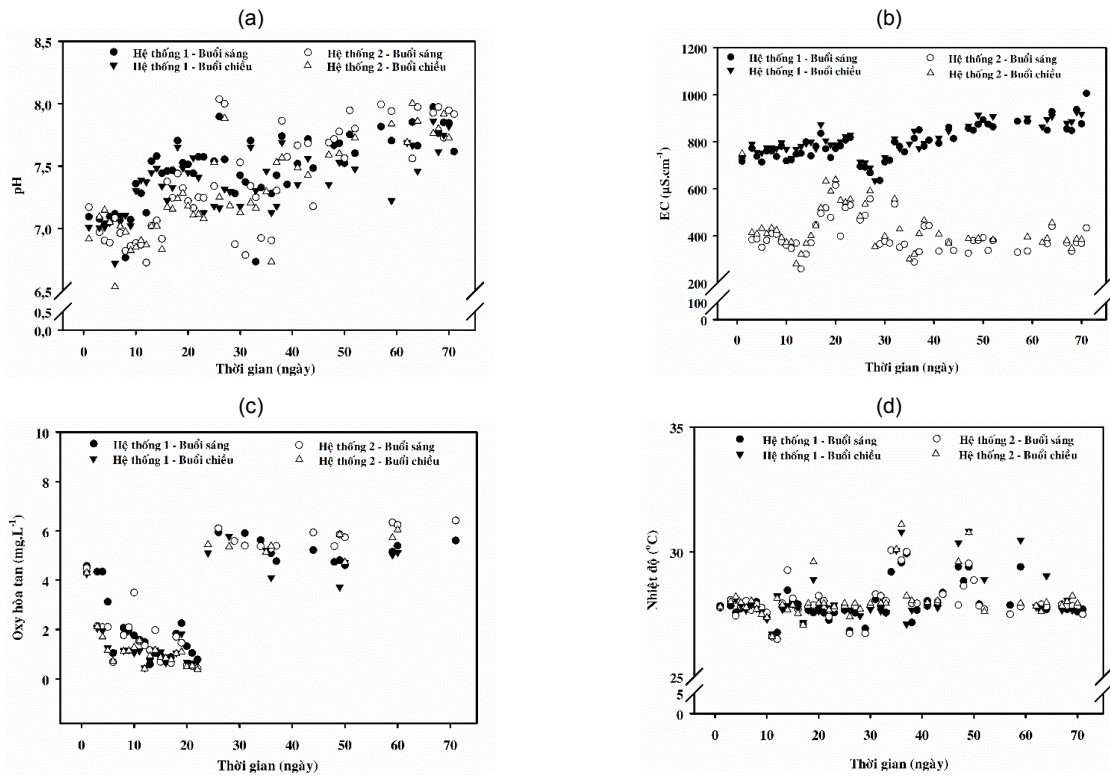 (a)
8,5
8,0
7,5
7,0
6,5
0,5
0,0
pH
Hệ thống 1 - Buổi sáng
Hệ thống 1 - Buổi chiều
Hệ thống 2 - Buổi sáng
Hệ thống 2 - Buổi chiều
0 10 20 30 40 50 60 70
Thời gian (ngày)
(b)
1200
1000
800
600
400
200
100
0
EC (µS.cm-1)
Hệ thống 1 - Buổi sáng
Hệ thống 1 - Buổi chiều
Hệ thống 2 - Buổi sáng
Hệ thống 2 - Buổi chiều
0 10 20 30 40 50 60 70
Thời gian (ngày)
(c)
10
8
6
4
2
0
Oxy hòa tan (mg.L-1)
Hệ thống 1 - Buổi sáng
Hệ thống 1 - Buổi chiều
Hệ thống 2 - Buổi sáng
Hệ thống 2 - Buổi chiều
0 10 20 30 40 50 60 70
Thời gian (ngày)
(d)
35
30
25
5
0
Nhiệt độ (°C)
Hệ thống 1 - Buổi sáng
Hệ thống 1 - Buổi chiều
Hệ thống 2 - Buổi sáng
Hệ thống 2 - Buổi chiều
0 10 20 30 40 50 60 70
Thời gian (ngày)